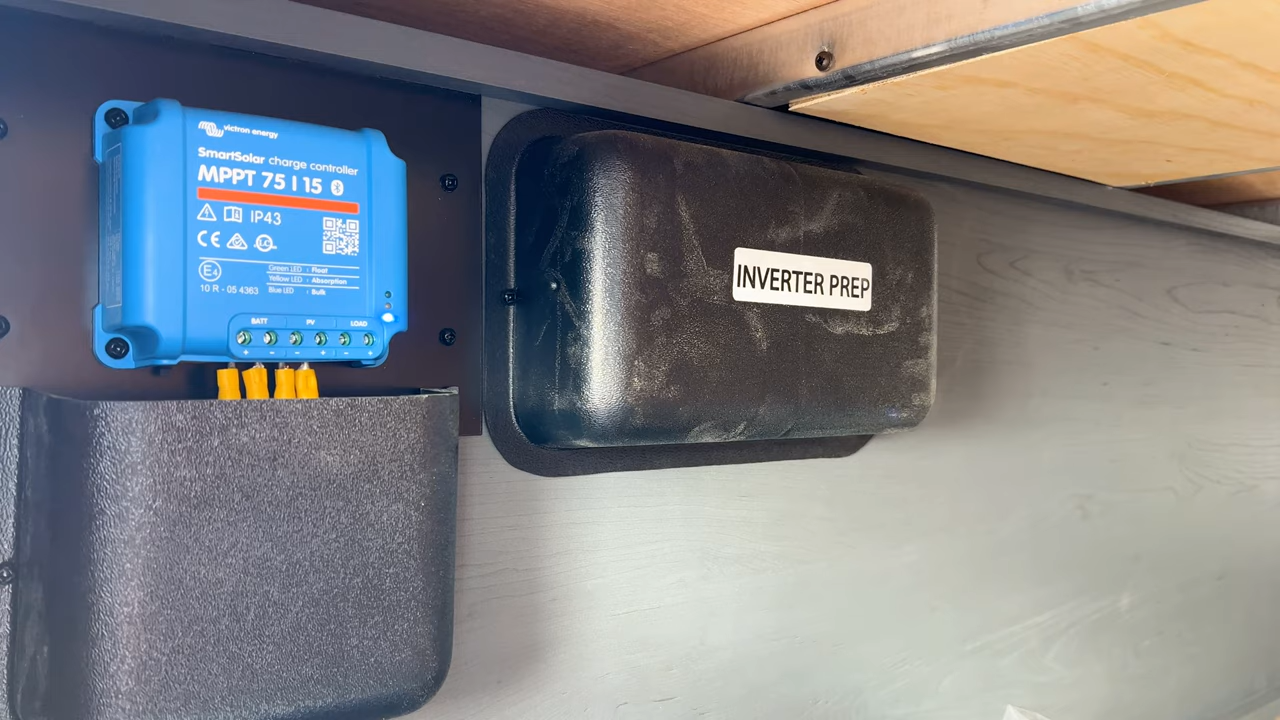 victron energy
SmartSolar charge controller
MPPT 75 | 15
IP43
CE
E4
10 R - 05 4363
Green LED : Float
Yellow LED : Absorption
Blue LED : Bulk
BATT PV LOAD
+ − − + − +
INVERTER PREP